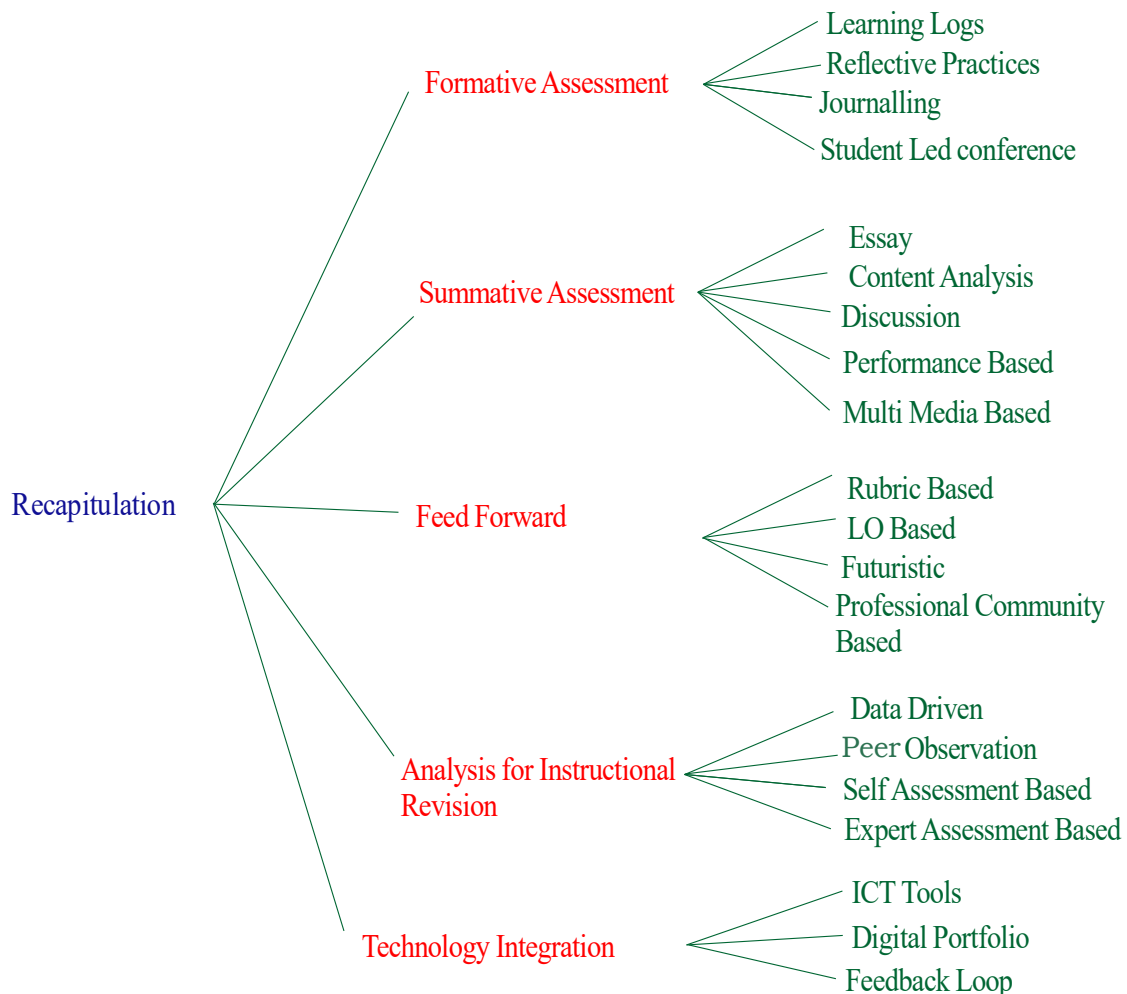 Recapitulation
Formative Assessment
Learning Logs
Reflective Practices
Journalling
Student Led conference
Summative Assessment
Essay
Content Analysis
Discussion
Performance Based
Multi Media Based
Feed Forward
Rubric Based
LO Based
Futuristic
Professional Community
Based
Analysis for Instructional
Revision
Data Driven
Peer Observation
Self Assessment Based
Expert Assessment Based
Technology Integration
ICT Tools
Digital Portfolio
Feedback Loop